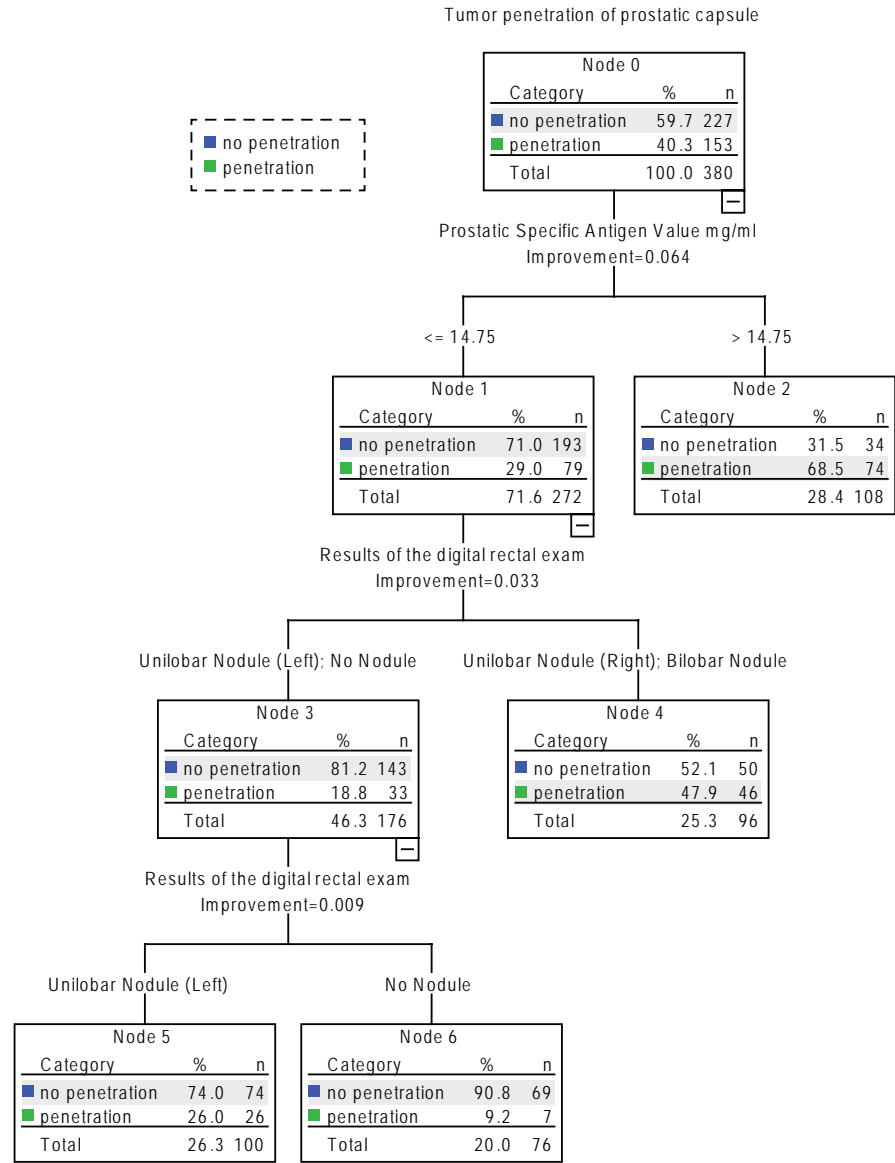 Tumor penetration of prostatic capsule
Node 0
Category % n
no penetration 59.7 227
penetration 40.3 153
Total 100.0 380
no penetration
penetration
Prostatic Specific Antigen Value mg/ml
Improvement=0.064
<= 14.75
> 14.75
Node 1
Category % n
no penetration 71.0 193
penetration 29.0 79
Total 71.6 272
Node 2
Category % n
no penetration 31.5 34
penetration 68.5 74
Total 28.4 108
Results of the digital rectal exam
Improvement=0.033
Unilobar Nodule (Left); No Nodule
Unilobar Nodule (Right); Bilobar Nodule
Node 3
Category % n
no penetration 81.2 143
penetration 18.8 33
Total 46.3 176
Node 4
Category % n
no penetration 52.1 50
penetration 47.9 46
Total 25.3 96
Results of the digital rectal exam
Improvement=0.009
Unilobar Nodule (Left)
No Nodule
Node 5
Category % n
no penetration 74.0 74
penetration 26.0 26
Total 26.3 100
Node 6
Category % n
no penetration 90.8 69
penetration 9.2 7
Total 20.0 76